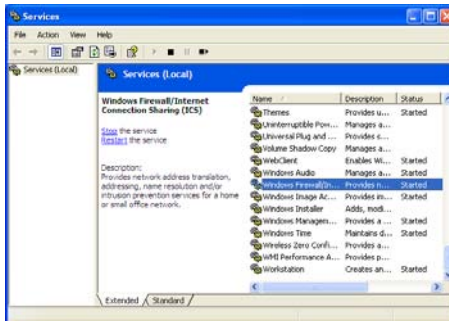 Services
File Action View Help
Services (Local)
Services (Local)
Windows Firewall/Internet
Connection Sharing (ICS)
Stop the service
Restart the service
Description:
Provides network address translation,
addressing, name resolution and/or
intrusion prevention services for a home
or small office network.
Name Description Status
Themes Provides u... Started
Uninterruptible Pow... Manages a...
Universal Plug and ... Provides s...
Volume Shadow Copy Manages a...
WebClient Enables Wi... Started
Windows Audio Manages a... Started
Windows Firewall/In... Provides n... Started
Windows Image Ac... Provides im... Started
Windows Installer Adds, modi...
Windows Managem... Provides a ... Started
Windows Time Maintains d... Started
Wireless Zero Confi... Provides a...
WMI Performance A... Provides p...
Workstation Creates an... Started
Extended Standard